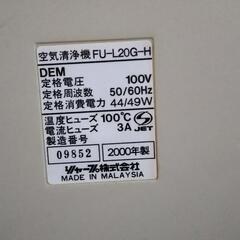 空気清浄機 FU-L20G-H
DEM
定格電圧 100V
定格周波数 50/60Hz
定格消費電力 44/49W
温度ヒューズ 100℃
電流ヒューズ 3A
JET
製造番号
09852 2000年製
シャープ株式会社
MADE IN MALAYSIA